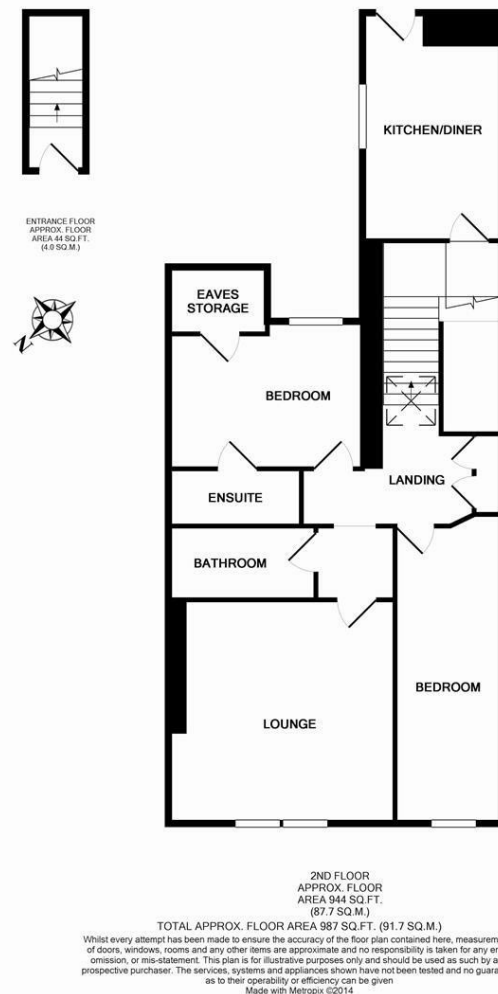 KITCHEN/DINER
ENTRANCE FLOOR
APPROX. FLOOR
AREA 44 SQ.FT.
(4.0 SQ.M.)
N
EAVES
STORAGE
BEDROOM
LANDING
ENSUITE
BATHROOM
BEDROOM
LOUNGE
2ND FLOOR
APPROX. FLOOR
AREA 944 SQ.FT.
(87.7 SQ.M.)
TOTAL APPROX. FLOOR AREA 987 SQ.FT. (91.7 SQ.M.)
Whilst every attempt has been made to ensure the accuracy of the floor plan contained here, measurem
of doors, windows, rooms and any other items are approximate and no responsibility is taken for any er
omission, or mis-statement. This plan is for illustrative purposes only and should be used as such by a
prospective purchaser. The services, systems and appliances shown have not been tested and no guara
as to their operability or efficiency can be given
Made with Metropix ©2014